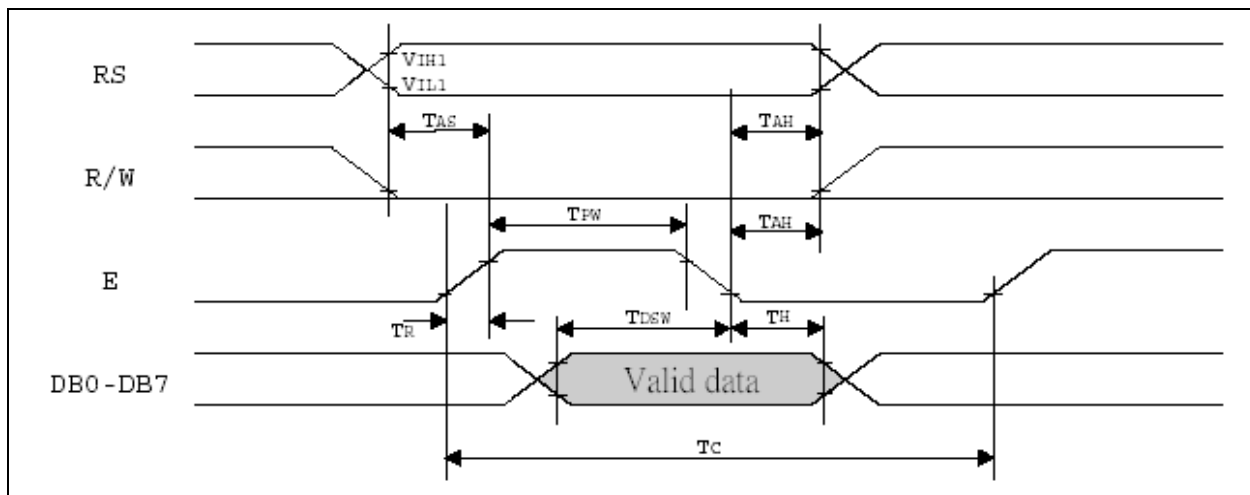 RS
VIH1
VIL1
TAS
TAH
R/W
TPW
TAH
E
TR
TDSW
TH
DB0-DB7
Valid data
TC